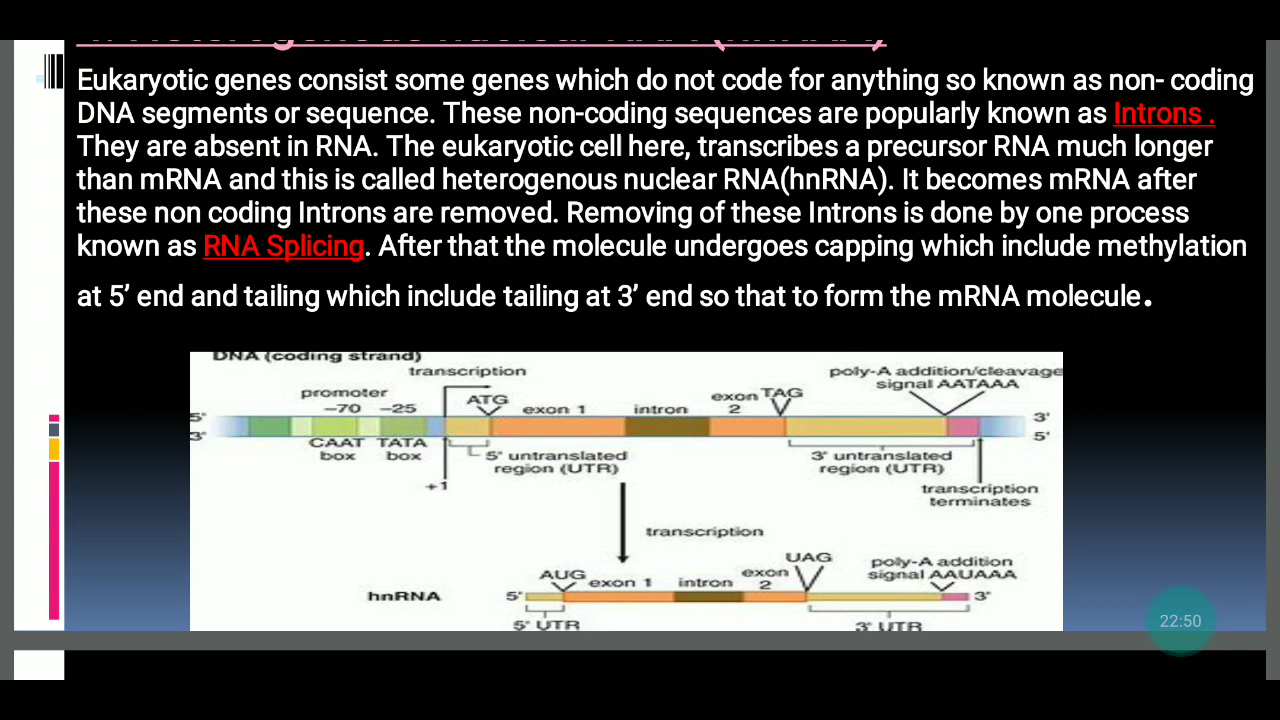 Eukaryotic genes consist some genes which do not code for anything so known as non- coding
DNA segments or sequence. These non-coding sequences are popularly known as Introns .
They are absent in RNA. The eukaryotic cell here, transcribes a precursor RNA much longer
than mRNA and this is called heterogenous nuclear RNA(hnRNA). It becomes mRNA after
these non coding Introns are removed. Removing of these Introns is done by one process
known as RNA Splicing. After that the molecule undergoes capping which include methylation
at 5’ end and tailing which include tailing at 3’ end so that to form the mRNA molecule.
DNA (coding strand)
transcription
poly-A addition/cleavage
signal AATAAA
promoter
-70 -25
ATG
exon 1
intron
exon
2
TAG
5'
3'
3'
5'
CAAT
box
TATA
box
5' untranslated
region (UTR)
3' untranslated
region (UTR)
+1
transcription
terminates
transcription
UAG
poly-A addition
signal AAUAAA
AUG
exon 1
intron
exon
2
hnRNA
5'
3'
5' UTR
3' UTR
22:50